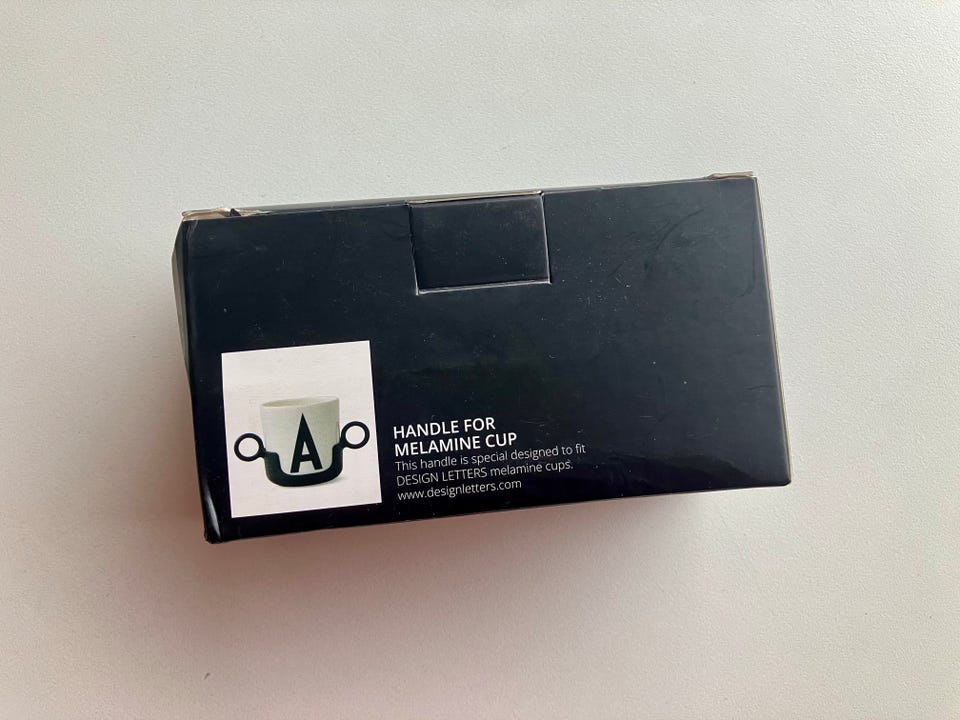 A
HANDLE FOR
MELAMINE CUP
This handle is special designed to fit
DESIGN LETTERS melamine cups.
www.designletters.com